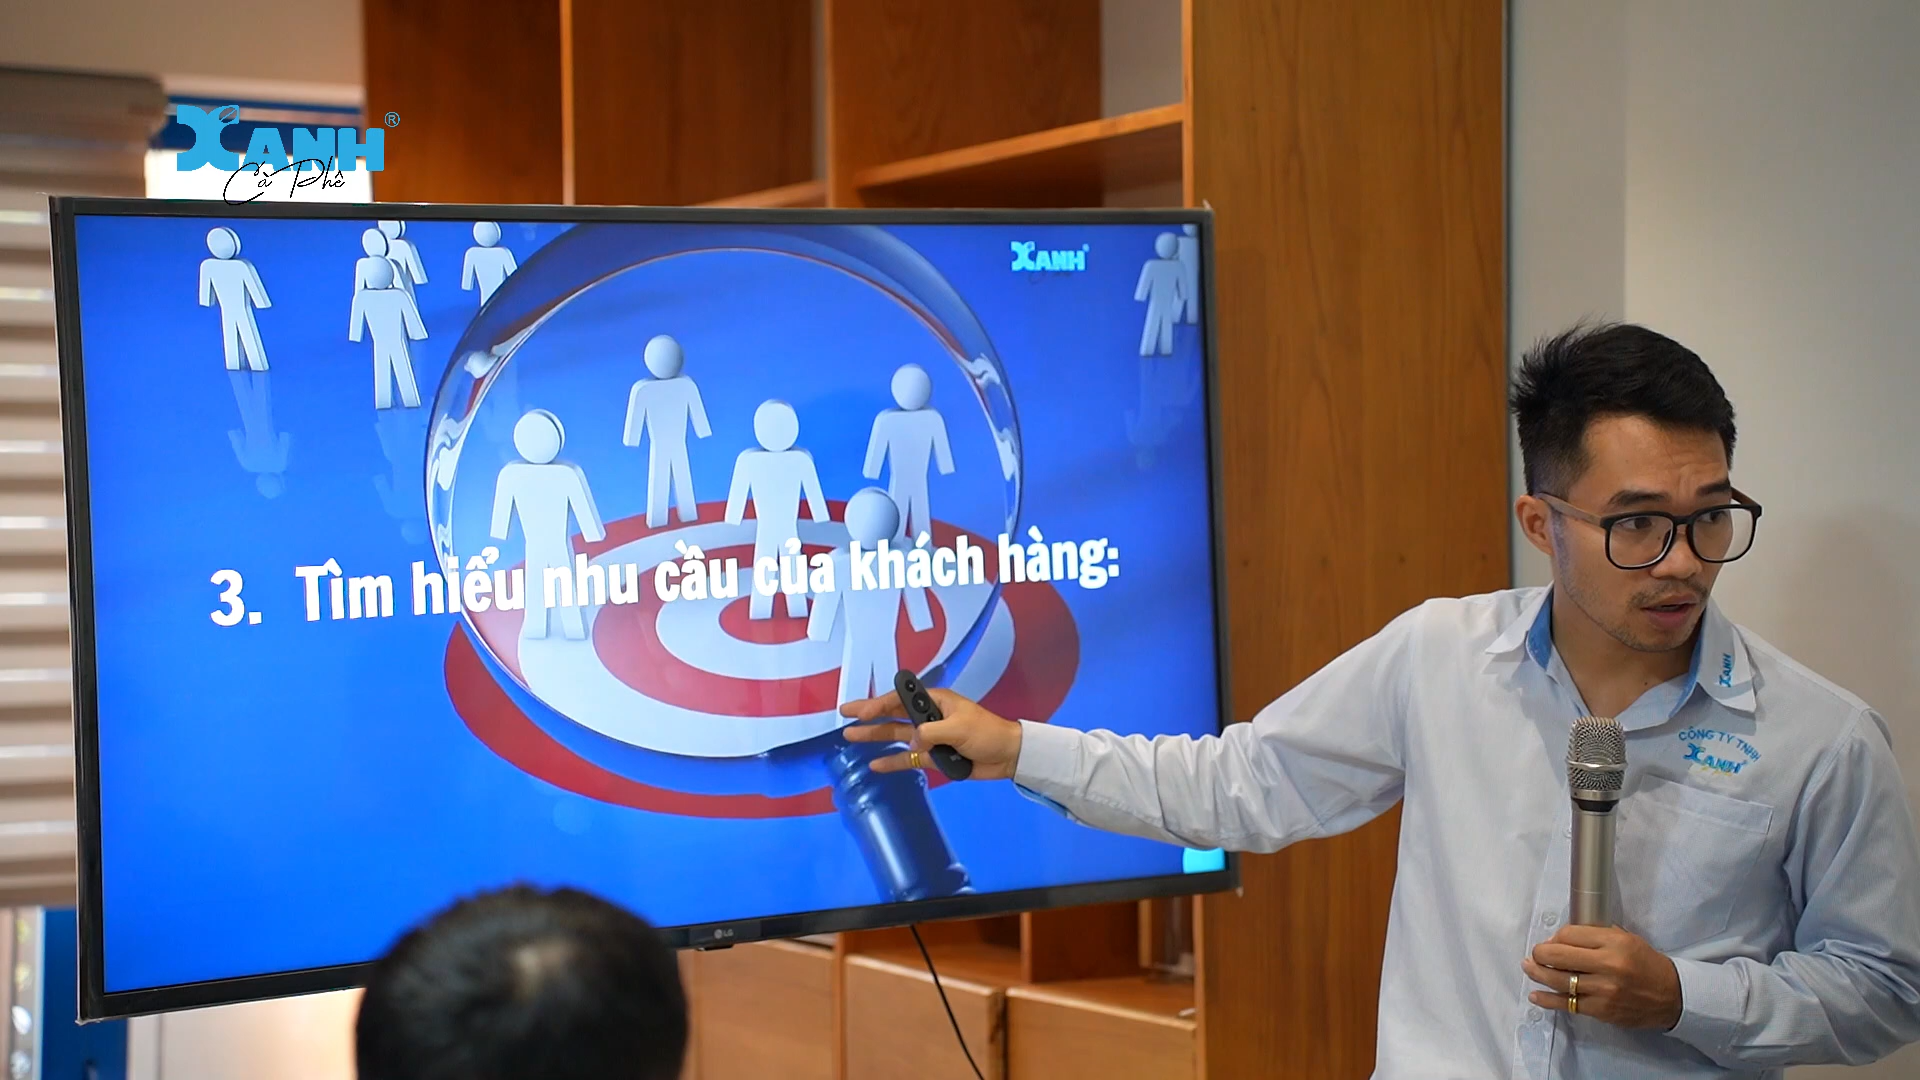 XANH®
Cà Phê
XANH
3. Tìm hiểu nhu cầu của khách hàng:
XANH
CÔNG TY TNHH
XANH
LG